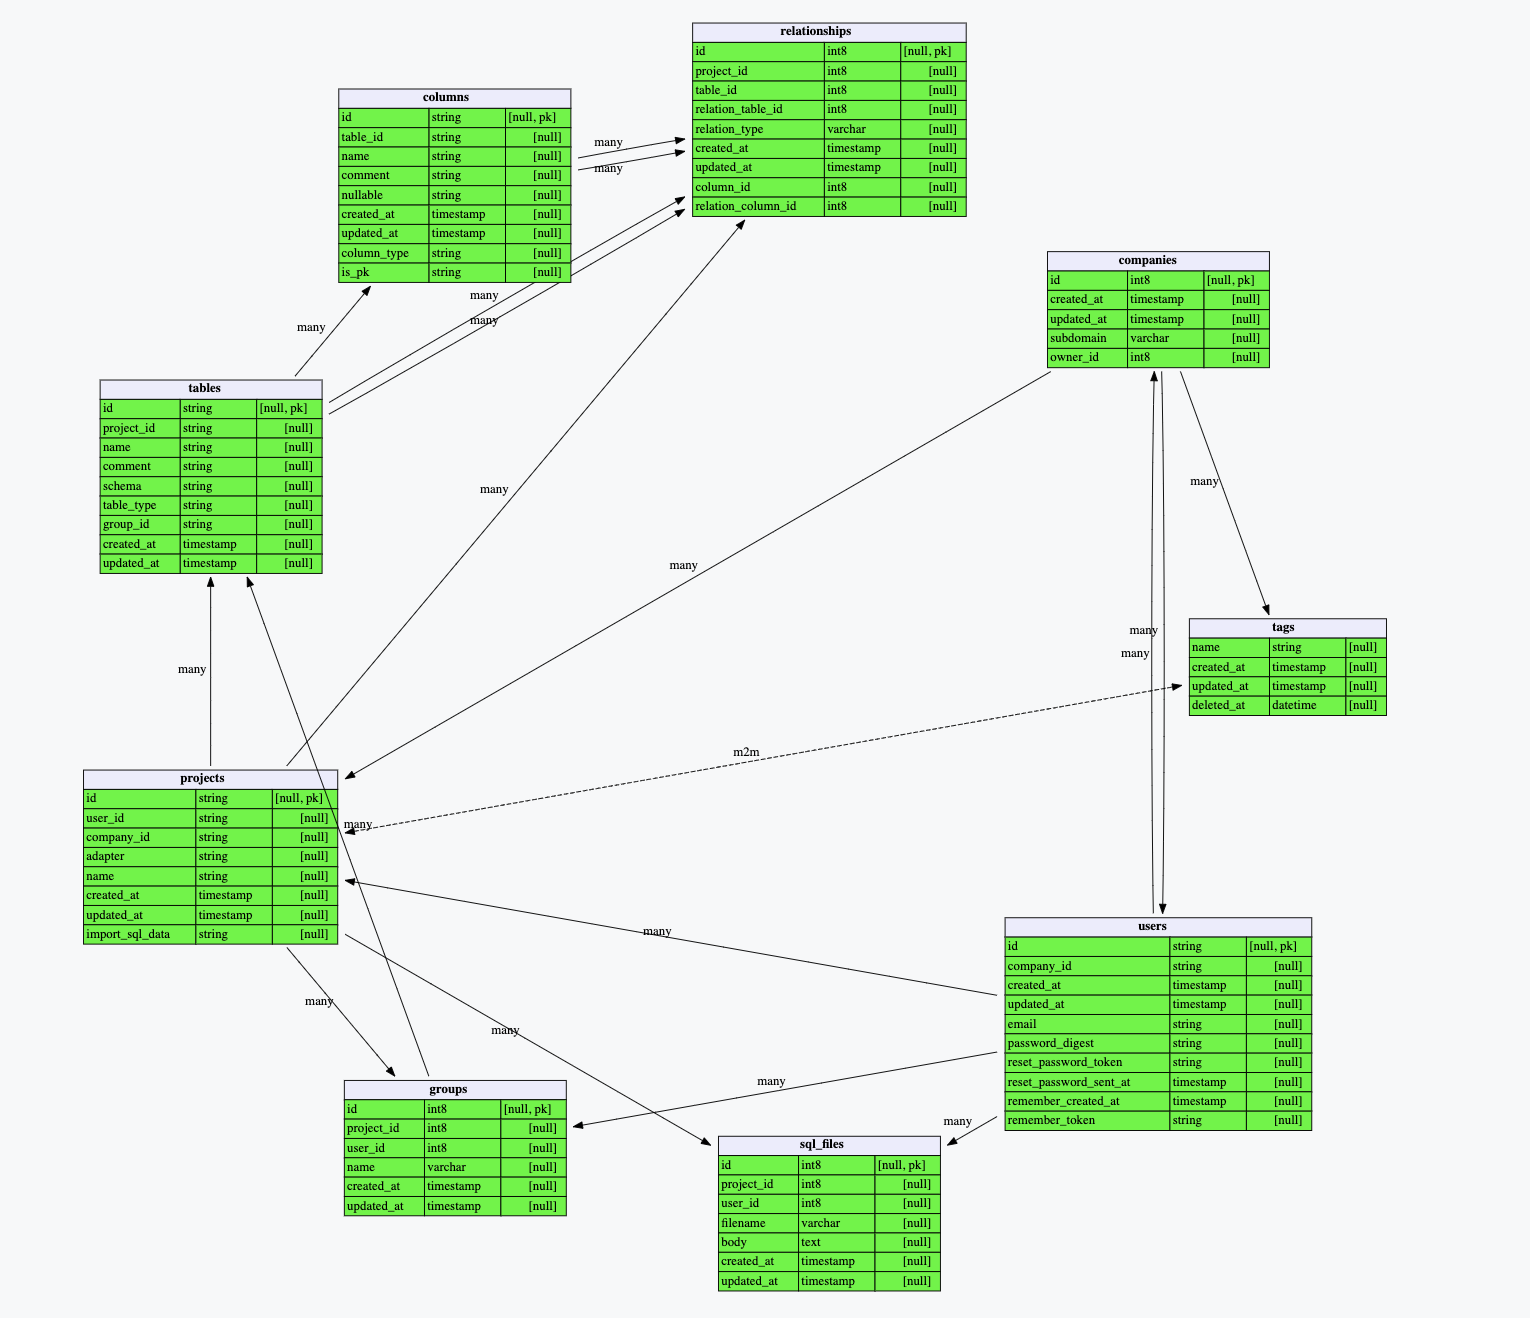 relationships
id int8 [null, pk]
project_id int8 [null]
table_id int8 [null]
relation_table_id int8 [null]
relation_type varchar [null]
created_at timestamp [null]
updated_at timestamp [null]
column_id int8 [null]
relation_column_id int8 [null]
columns
id string [null, pk]
table_id string [null]
name string [null]
comment string [null]
nullable string [null]
created_at timestamp [null]
updated_at timestamp [null]
column_type string [null]
is_pk string [null]
many
many
many
many
many
companies
id int8 [null, pk]
created_at timestamp [null]
updated_at timestamp [null]
subdomain varchar [null]
owner_id int8 [null]
tables
id string [null, pk]
project_id string [null]
name string [null]
comment string [null]
schema string [null]
table_type string [null]
group_id string [null]
created_at timestamp [null]
updated_at timestamp [null]
many
many
many
many
many
many
tags
name string [null]
created_at timestamp [null]
updated_at timestamp [null]
deleted_at datetime [null]
m2m
projects
id string [null, pk]
user_id string [null]
company_id string [null]
adapter string [null]
name string [null]
created_at timestamp [null]
updated_at timestamp [null]
import_sql_data string [null]
many
many
users
id string [null, pk]
company_id string [null]
created_at timestamp [null]
updated_at timestamp [null]
email string [null]
password_digest string [null]
reset_password_token string [null]
reset_password_sent_at timestamp [null]
remember_created_at timestamp [null]
remember_token string [null]
many
many
many
many
groups
id int8 [null, pk]
project_id int8 [null]
user_id int8 [null]
name varchar [null]
created_at timestamp [null]
updated_at timestamp [null]
sql_files
id int8 [null, pk]
project_id int8 [null]
user_id int8 [null]
filename varchar [null]
body text [null]
created_at timestamp [null]
updated_at timestamp [null]